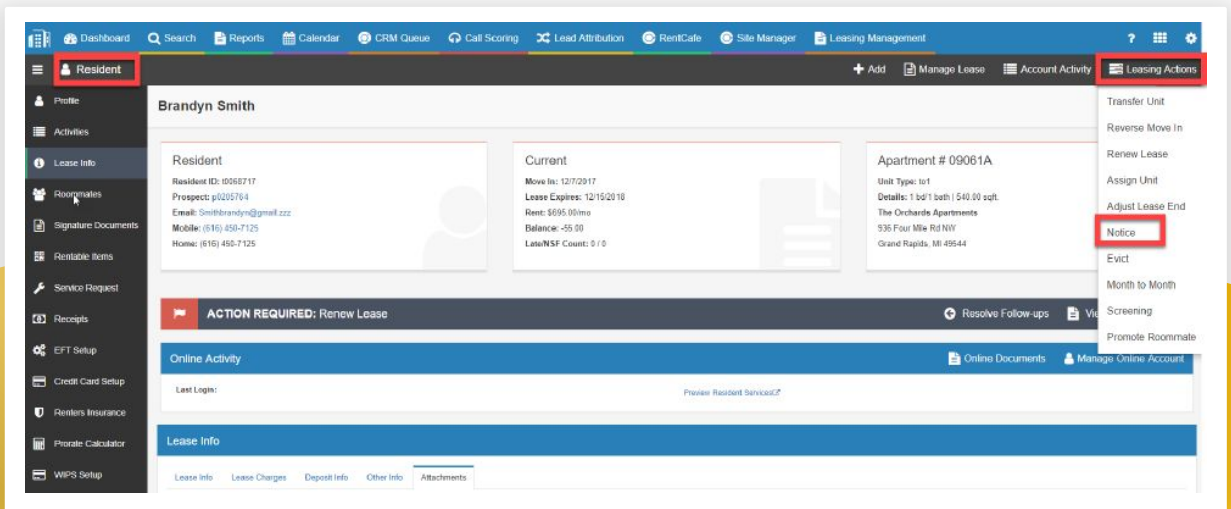 Dashboard Search Reports Calendar CRM Queue Call Scoring Lead Attribution RentCafe Site Manager Leasing Management ?
Resident + Add Manage Lease Account Activity Leasing Actions
Profile
Activities
Lease Info
Roommates
Signature Documents
Rentable Items
Service Request
Receipts
EFT Setup
Credit Card Setup
Renters Insurance
Prorate Calculator
WIPS Setup
Brandyn Smith
Resident
Resident ID: t0068717
Prospect: p0205764
Email: Smithbrandyn@gmail.zzz
Mobile: (616) 450-7125
Home: (616) 450-7125
Current
Move In: 12/7/2017
Lease Expires: 12/15/2018
Rent: $695.00/mo
Balance: -55.00
Late/NSF Count: 0 / 0
Apartment # 09061A
Unit Type: to1
Details: 1 bd/1 bath | 540.00 sqft.
The Orchards Apartments
936 Four Mile Rd NW
Grand Rapids, MI 49544
Transfer Unit
Reverse Move In
Renew Lease
Assign Unit
Adjust Lease End
Notice
Evict
Month to Month
Screening
Promote Roommate
ACTION REQUIRED: Renew Lease Resolve Follow-ups
Online Activity Online Documents Manage Online Account
Last Login: Preview Resident Services
Lease Info
Lease Info Lease Charges Deposit Info Other Info Attachments